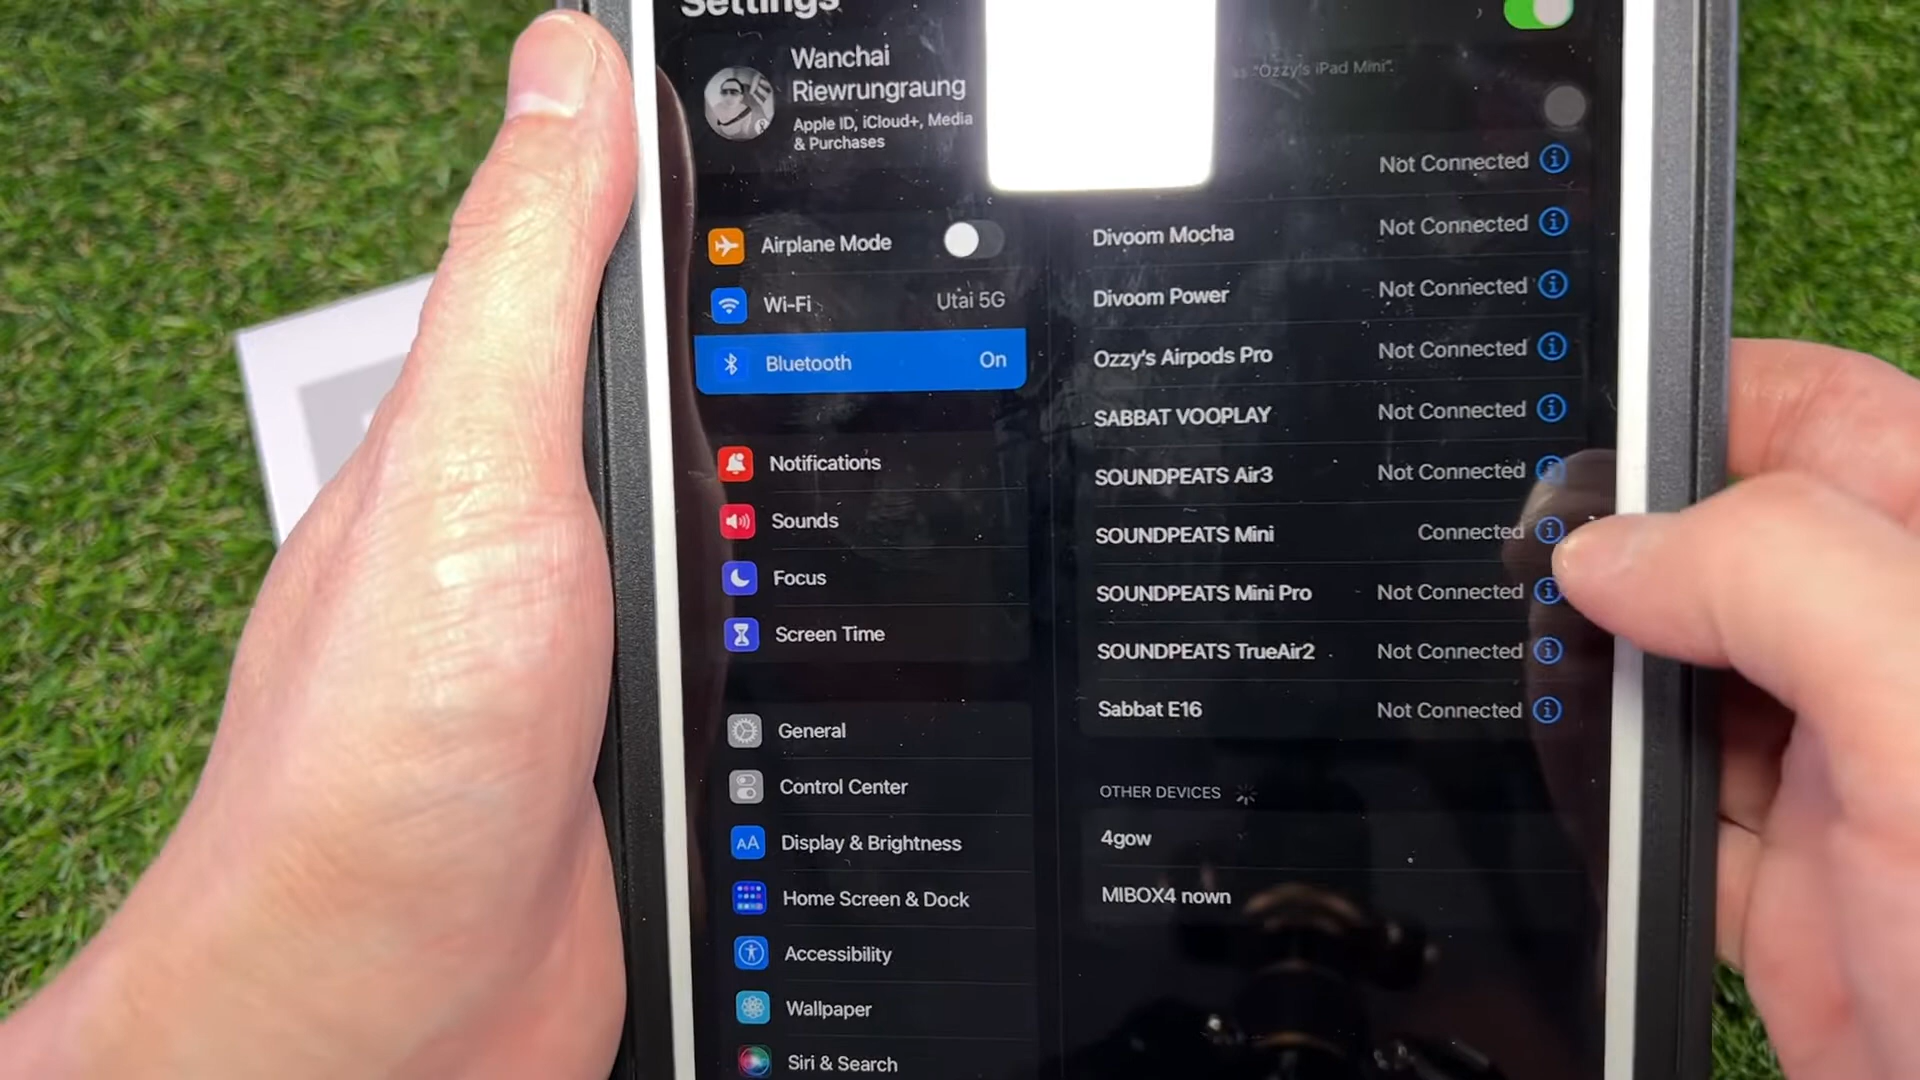 Settings
Wanchai
Riewrungraung
Apple ID, iCloud+, Media
& Purchases
Airplane Mode
Wi-Fi
Utai 5G
Bluetooth
On
Notifications
Sounds
Focus
Screen Time
General
Control Center
AA
Display & Brightness
Home Screen & Dock
Accessibility
Wallpaper
Siri & Search
as "Ozzy's iPad Mini".
Not Connected
Divoom Mocha
Not Connected
Divoom Power
Not Connected
Ozzy's Airpods Pro
Not Connected
SABBAT VOOPLAY
Not Connected
SOUNDPEATS Air3
Not Connected
SOUNDPEATS Mini
Connected
SOUNDPEATS Mini Pro
Not Connected
SOUNDPEATS TrueAir2
Not Connected
Sabbat E16
Not Connected
OTHER DEVICES
4gow
MIBOX4 nown